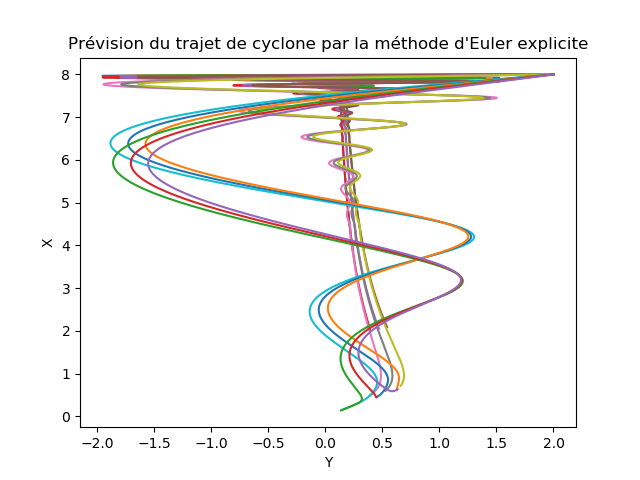 Prévision du trajet de cyclone par la méthode d'Euler explicite
8
7
6
5
4
3
2
1
0
X
−2.0 −1.5 −1.0 −0.5 0.0 0.5 1.0 1.5 2.0
Y